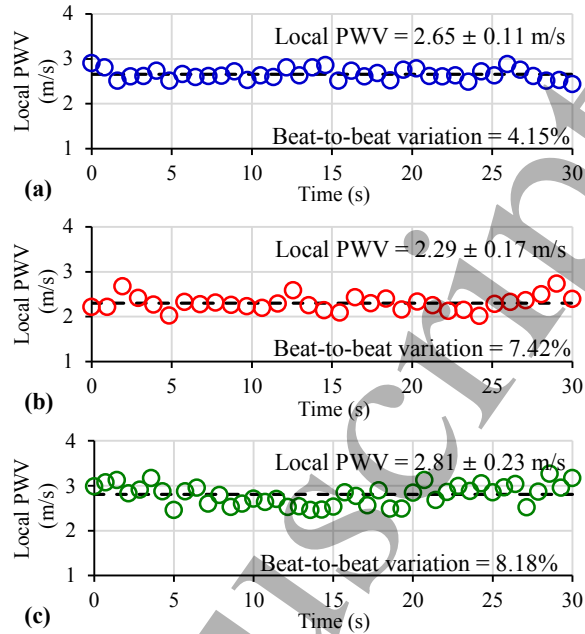 Local PWV
(m/s)
4
3
2
1
Local PWV = 2.65 ± 0.11 m/s
Beat-to-beat variation = 4.15%
0 5 10 15 20 25 30
(a)
Time (s)
Local PWV
(m/s)
4
3
2
1
Local PWV = 2.29 ± 0.17 m/s
Beat-to-beat variation = 7.42%
0 5 10 15 20 25 30
(b)
Time (s)
Local PWV
(m/s)
4
3
2
1
Local PWV = 2.81 ± 0.23 m/s
Beat-to-beat variation = 8.18%
0 5 10 15 20 25 30
(c)
Time (s)